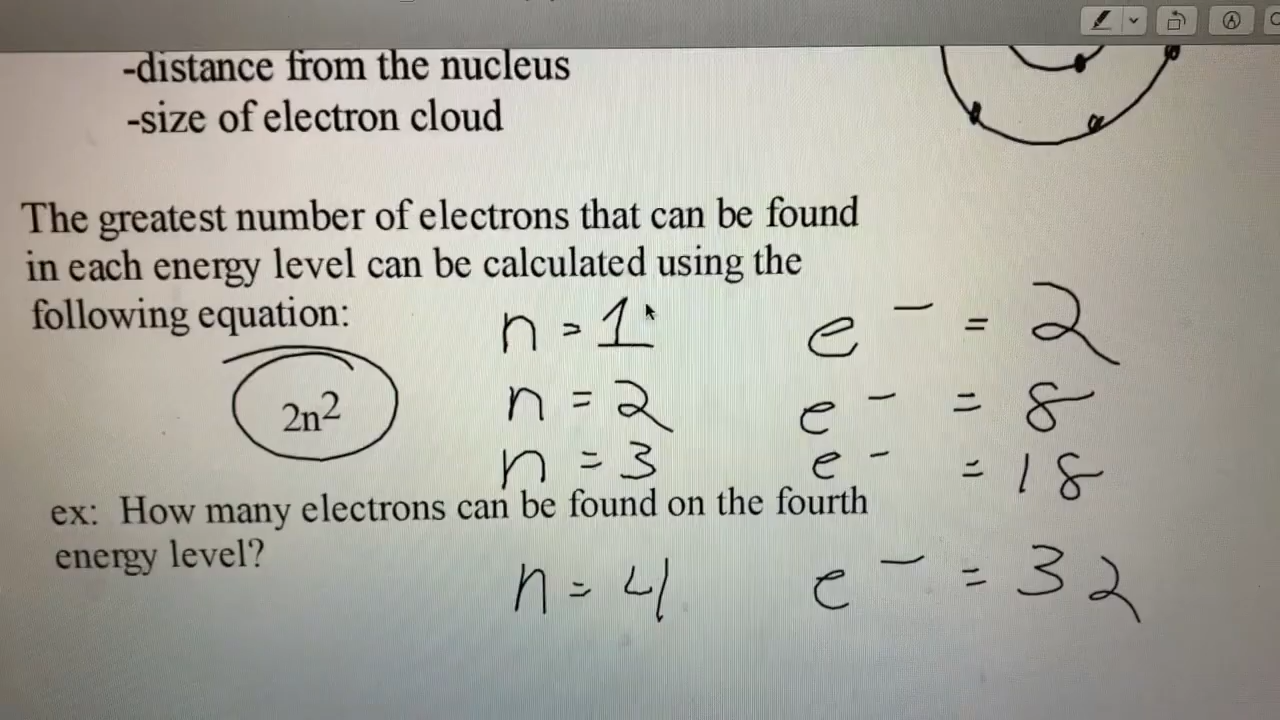 -distance from the nucleus
-size of electron cloud
The greatest number of electrons that can be found
in each energy level can be calculated using the
following equation:
n = 1 e⁻ = 2
2n²
n = 2 e⁻ = 8
n = 3 e⁻ = 18
ex: How many electrons can be found on the fourth
energy level?
n = 4 e⁻ = 32